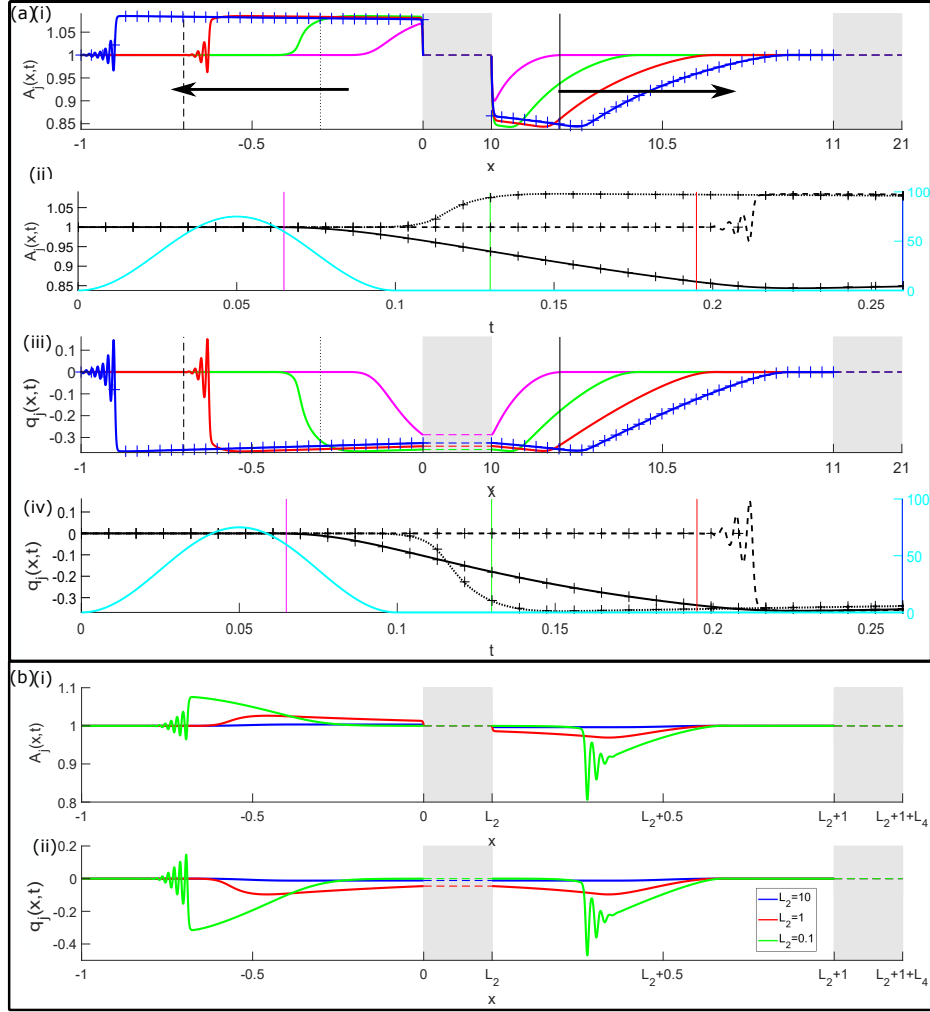 (a)(i)
A_j(x,t)
1.05
1
0.95
0.9
0.85
-1
-0.5
0
10
10.5
11
21
x
(ii)
A_j(x,t)
1.05
1
0.95
0.9
0.85
100
50
0
0
0.05
0.1
0.15
0.2
0.25
t
(iii)
q_j(x,t)
0.1
0
-0.1
-0.2
-0.3
-1
-0.5
0
10
10.5
11
21
x
(iv)
q_j(x,t)
0.1
0
-0.1
-0.2
-0.3
100
50
0
0
0.05
0.1
0.15
0.2
0.25
t
(b)(i)
A_j(x,t)
1.1
1
0.9
0.8
-1
-0.5
0
L_2
L_2+0.5
L_2+1
L_2+1+L_4
x
(ii)
q_j(x,t)
0.2
0
-0.2
-0.4
L_2=10
L_2=1
L_2=0.1
-1
-0.5
0
L_2
L_2+0.5
L_2+1
L_2+1+L_4
x